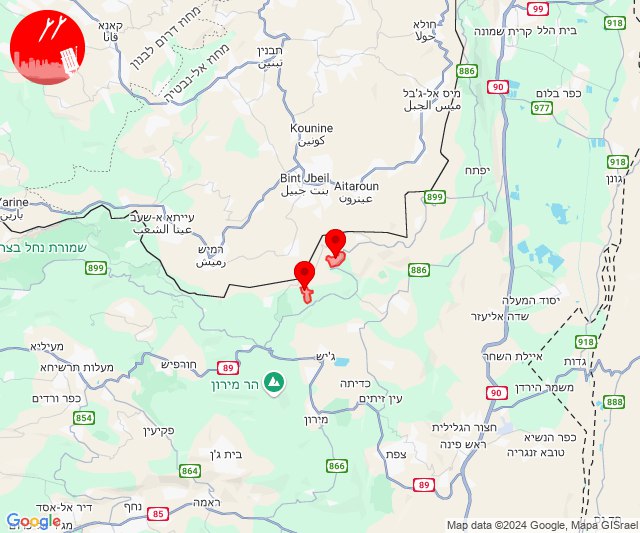 99
חולא
حولا
קאנא
قانا
מחוז דרום לבנון
מחוז אל-נבטיה
תבנין
تبنين
קרית שמונה
בית הלל
886
90
מיס אל-ג'בל
ميس الجبل
918
כפר בלום
977
Kounine
كونين
Bint Jbeil
بنت جبيل
Aitaroun
عيترون
יפתח
גונן
899
Yarine
يارين
עייתא א-שעב
عيتا الشعب
רמיש
رميش
שמורת נחל בצת
899
886
יסוד המעלה
שדה אליעזר
918
מעיליא
מעלות תרשיחא
חורפיש
89
ג'יש
הר מירון
איילת השחר
גדות
כפר ורדים
כדיתה
עין זיתים
90
משמר הירדן
888
854
פקיעין
מירון
חצור הגלילית
ראש פינה
כפר הנשיא
טובא זנגריה
בית ג'ן
צפת
864
866
89
דיר אל-אסד
נחף
ראמה
85
Google
Map data ©2024 Google, Mapa GISrael